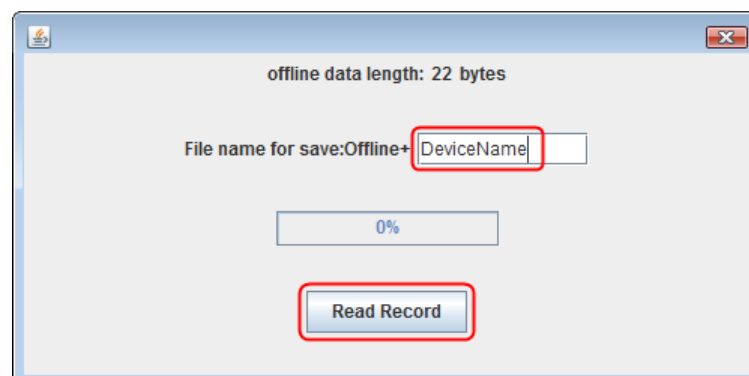 offline data length: 22 bytes
File name for save:Offline+ DeviceName
0%
Read Record